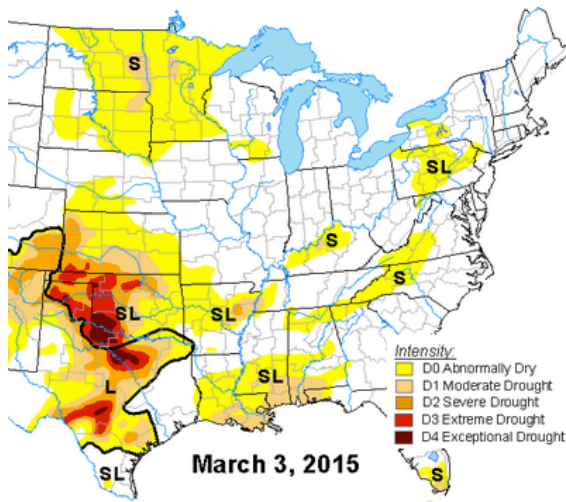 S
SL
S
S
SL
SL
SL
L
SL
Intensity:
D0 Abnormally Dry
D1 Moderate Drought
D2 Severe Drought
D3 Extreme Drought
D4 Exceptional Drought
March 3, 2015
S